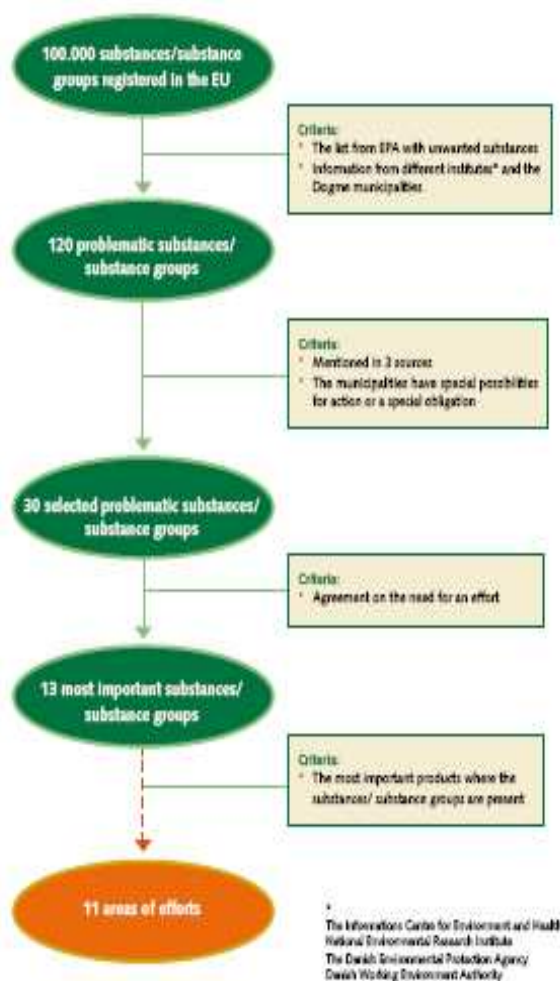 100.000 substances/substance
groups registered in the EU
Criteria:
* The list from EPA with unwanted substances
* Information from different institutes* and the
Dogme municipalities
120 problematic substances/
substance groups
Criteria:
* Mentioned in 3 sources
* The municipalities have special possibilities
for action or a special obligation
30 selected problematic substances/
substance groups
Criteria:
* Agreement on the need for an effort
13 most important substances/
substance groups
Criteria:
* The most important products where the
substances/ substance groups are present
11 areas of efforts
*
The Informations Centre for Environment and Health
National Environmental Research Institute
The Danish Environmental Protection Agency
Danish Working Environment Authority